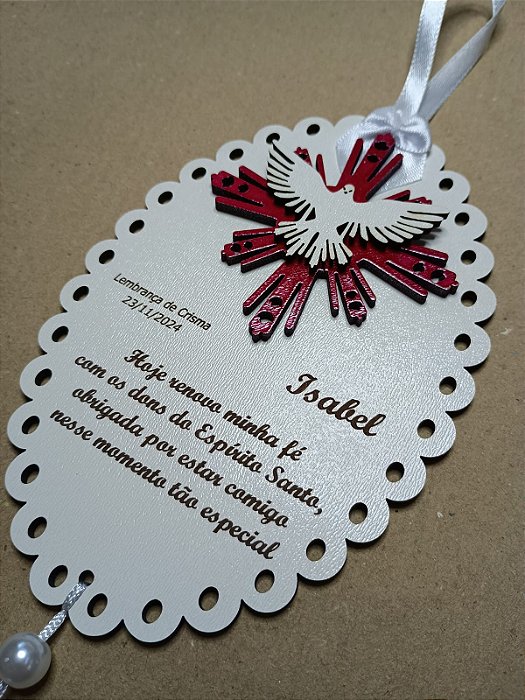 Isabel
Hoje renovo minha fé
com os dons do Espírito Santo,
obrigada por estar comigo
nesse momento tão especial
Lembrança de Crisma
23/11/2024